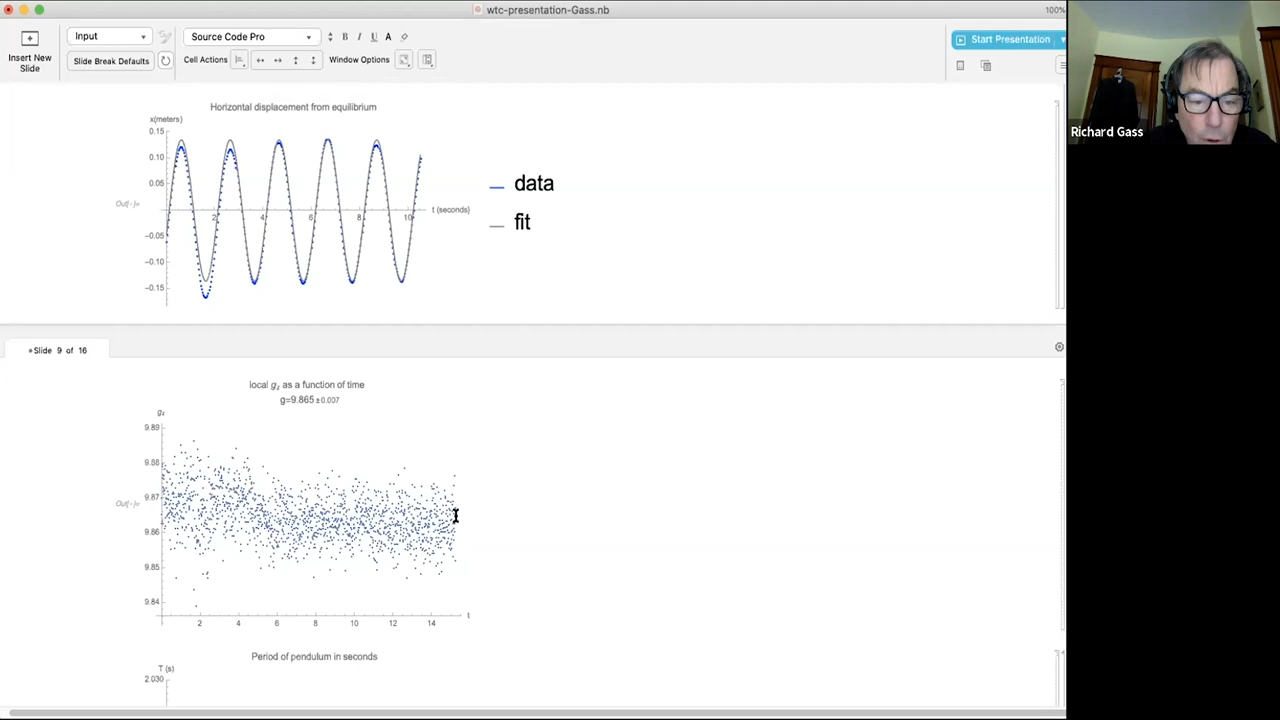 wtc-presentation-Gass.nb
100%
Insert New
Slide
Input
Slide Break Defaults
Source Code Pro
B I U A
Cell Actions
Window Options
Start Presentation
Richard Gass
Horizontal displacement from equilibrium
x(meters)
0.15
0.10
0.05
Out[-]=
2 4 6 8 10
t (seconds)
-0.05
-0.10
-0.15
data
fit
Slide 9 of 16
local gz as a function of time
g=9.865±0.007
gz
9.89
9.88
9.87
Out[-]=
9.86
9.85
9.84
2 4 6 8 10 12 14
t
Period of pendulum in seconds
T (s)
2.030